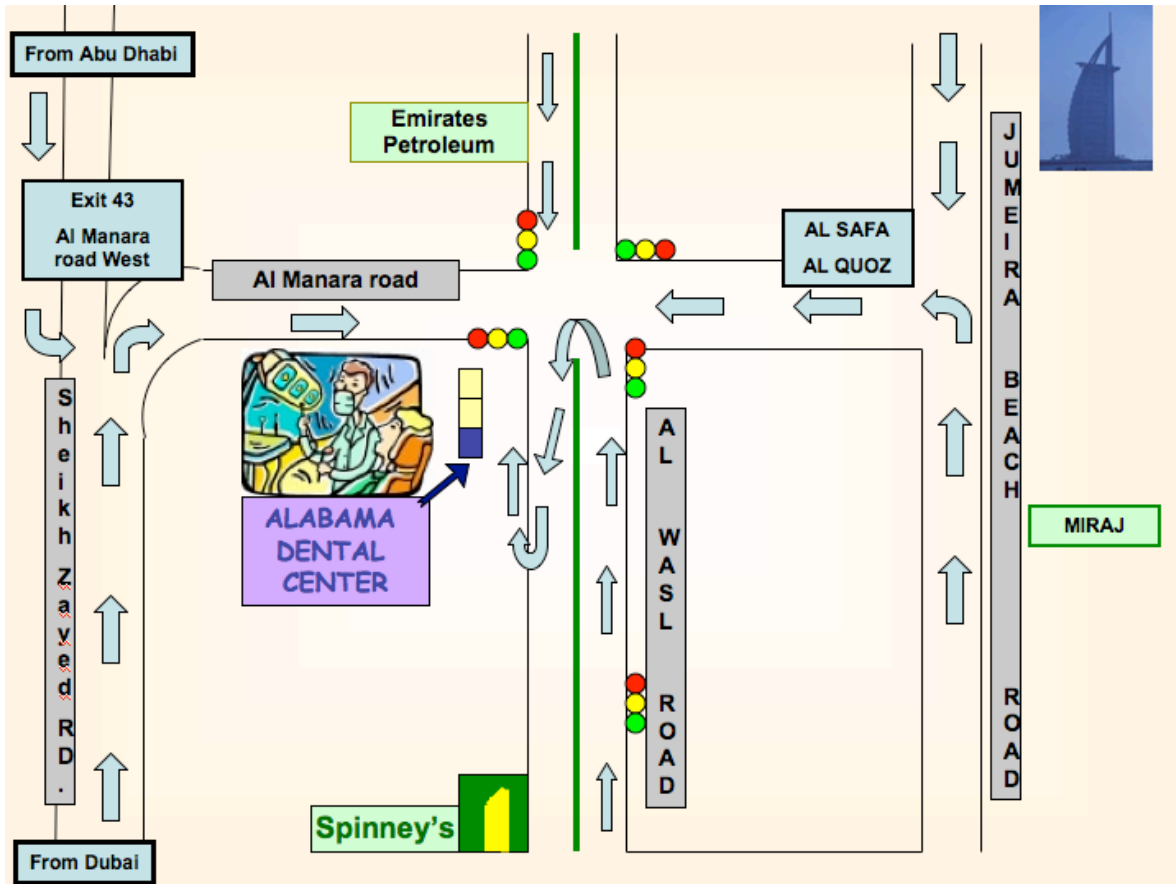 From Abu Dhabi
Emirates
Petroleum
Exit 43
Al Manara
road West
Al Manara road
AL SAFA
AL QUOZ
JUMEIRA BEACH ROAD
Sheikh Zayed RD.
ALABAMA
DENTAL
CENTER
AL WASL ROAD
MIRAJ
Spinney's
From Dubai